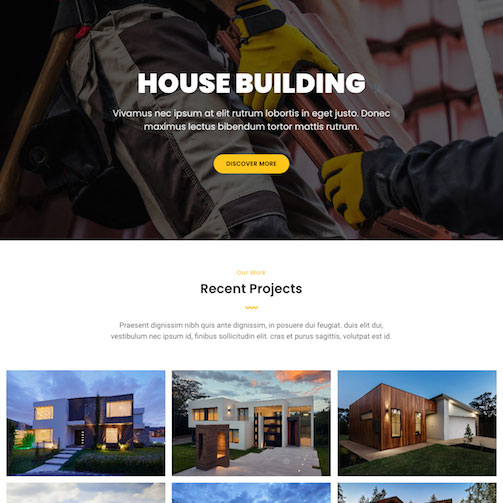 HOUSE BUILDING
Vivamus nec ipsum at elit rutrum lobortis in eget justo. Donec
maximus lectus bibendum tortor mattis rutrum.
DISCOVER MORE
Our Work
Recent Projects
Praesent dignissim nibh quis ante dignissim, in posuere dui feugiat. duis elit dui,
vestibulum nec ipsum id, finibus sollicitudin elit. cras et purus sagittis, volutpat est id.